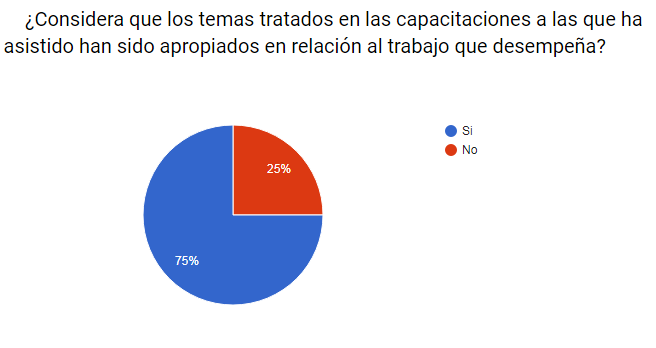 ¿Considera que los temas tratados en las capacitaciones a las que ha
asistido han sido apropiados en relación al trabajo que desempeña?
Si
No
25%
75%